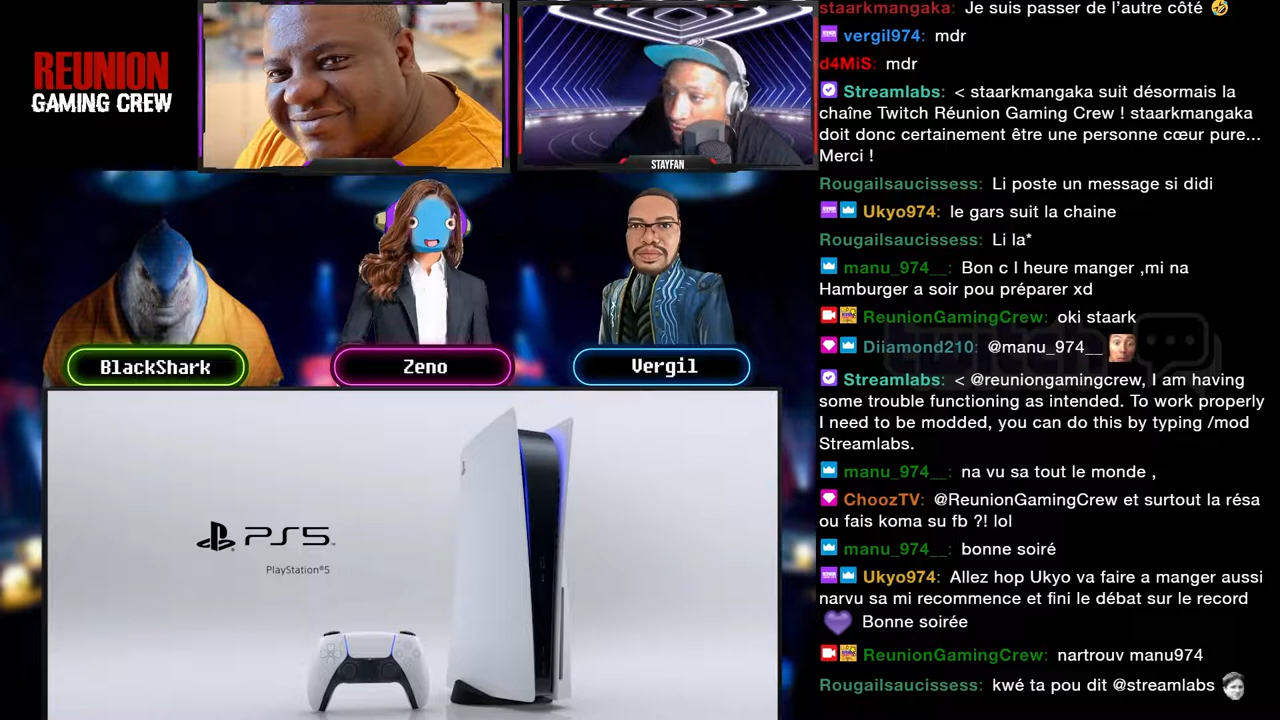 REUNION
GAMING CREW
STAYFAN
BlackShark
Zeno
Vergil
PS5
PlayStation®5
staarkmangaka: Je suis passer de l'autre côté 🤣
vergil974: mdr
d4MiS: mdr
Streamlabs: < staarkmangaka suit désormais la
chaîne Twitch Réunion Gaming Crew ! staarkmangaka
doit donc certainement être une personne cœur pure...
Merci !
Rougailsaucissess: Li poste un message si didi
Ukyo974: le gars suit la chaine
Rougailsaucissess: Li la*
manu_974__: Bon c l heure manger ,mi na
Hamburger a soir pou préparer xd
ReunionGamingCrew: oki staark
Diiamond210: @manu_974__
Streamlabs: < @reuniongamingcrew, I am having
some trouble functioning as intended. To work properly
I need to be modded, you can do this by typing /mod
Streamlabs.
manu_974__: na vu sa tout le monde ,
ChoozTV: @ReunionGamingCrew et surtout la résa
ou fais koma su fb ?! lol
manu_974__: bonne soiré
Ukyo974: Allez hop Ukyo va faire a manger aussi
narvu sa mi recommence et fini le débat sur le record
💜 Bonne soirée
ReunionGamingCrew: nartrouv manu974
Rougailsaucissess: kwé ta pou dit @streamlabs